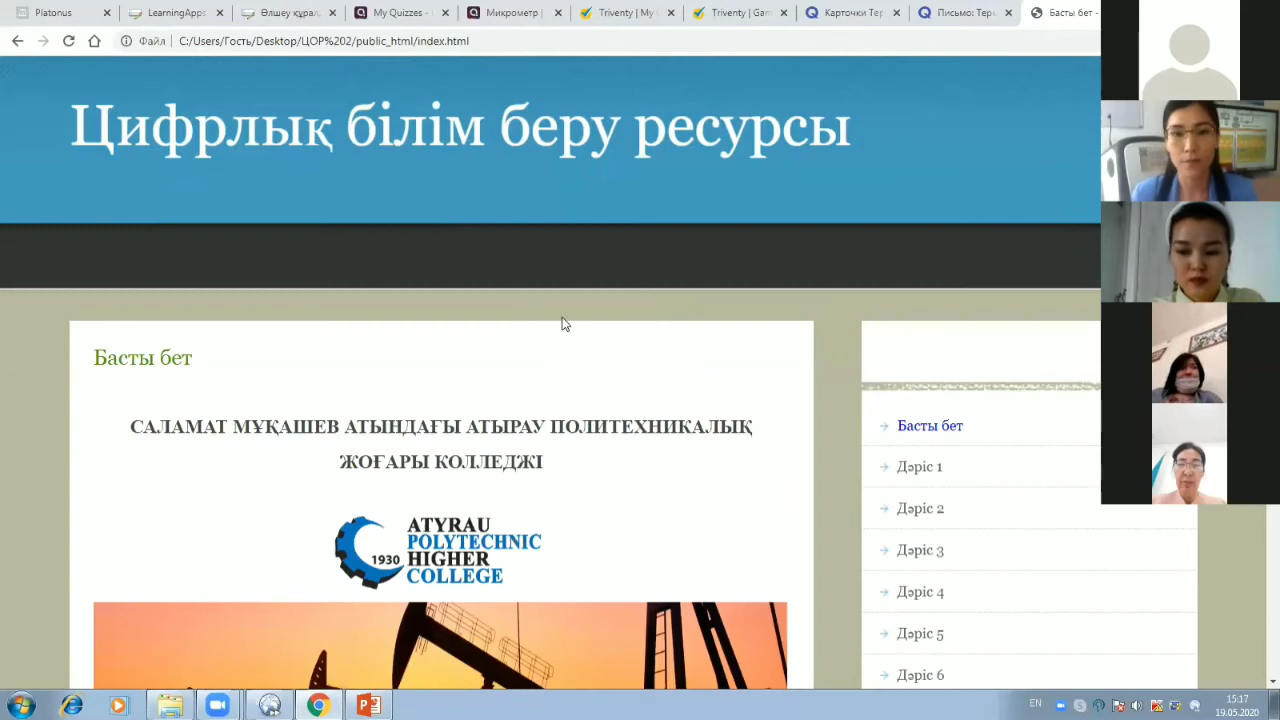 Platonus
LearningApps
Өлшеу құрал
My Quizzes -
Микрометр |
Triventy | My
Triventy | Gam
Карточки Тер
Письмо: Тер
Басты бет -
Файл
C:/Users/Гость/Desktop/ЦОР%202/public_html/index.html
Цифрлық білім беру ресурсы
Басты бет
САЛАМАТ МҰҚАШЕВ АТЫНДАҒЫ АТЫРАУ ПОЛИТЕХНИКАЛЫҚ
ЖОҒАРЫ КОЛЛЕДЖІ
1930
ATYRAU
POLYTECHNIC
HIGHER
COLLEGE
Басты бет
Дәріс 1
Дәріс 2
Дәріс 3
Дәріс 4
Дәріс 5
Дәріс 6
EN
15:17
19.05.2020